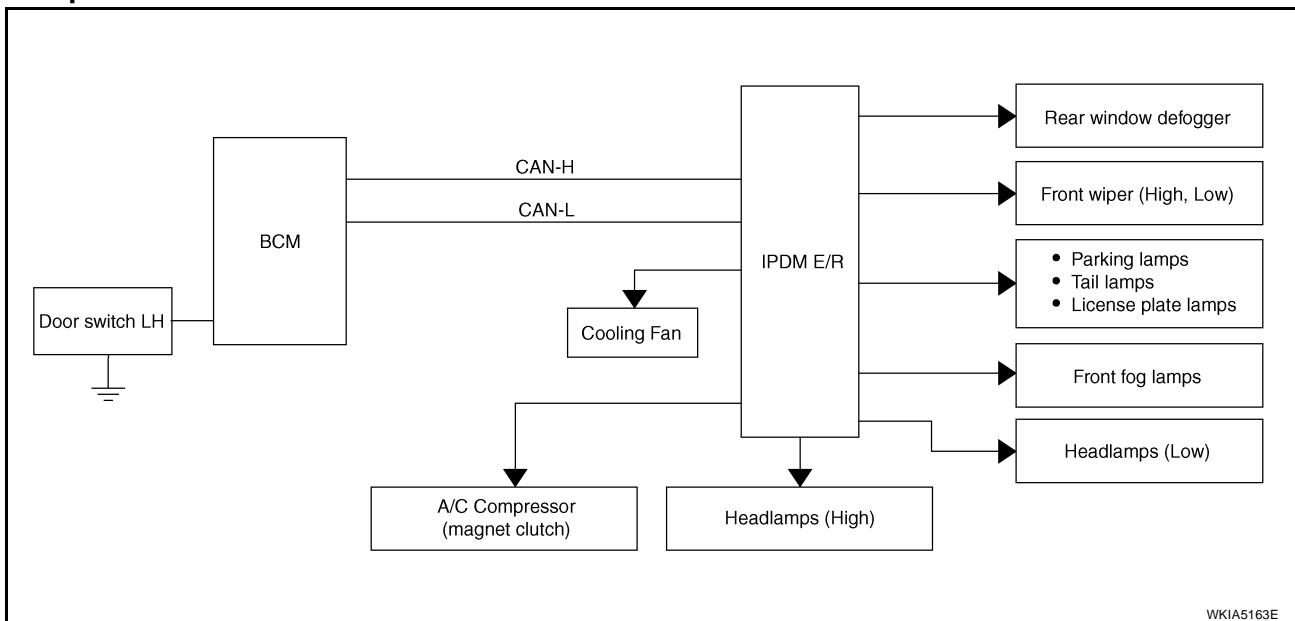 CAN-H
CAN-L
BCM
IPDM E/R
Door switch LH
Cooling Fan
A/C Compressor
(magnet clutch)
Headlamps (High)
Rear window defogger
Front wiper (High, Low)
• Parking lamps
• Tail lamps
• License plate lamps
Front fog lamps
Headlamps (Low)
WKIA5163E